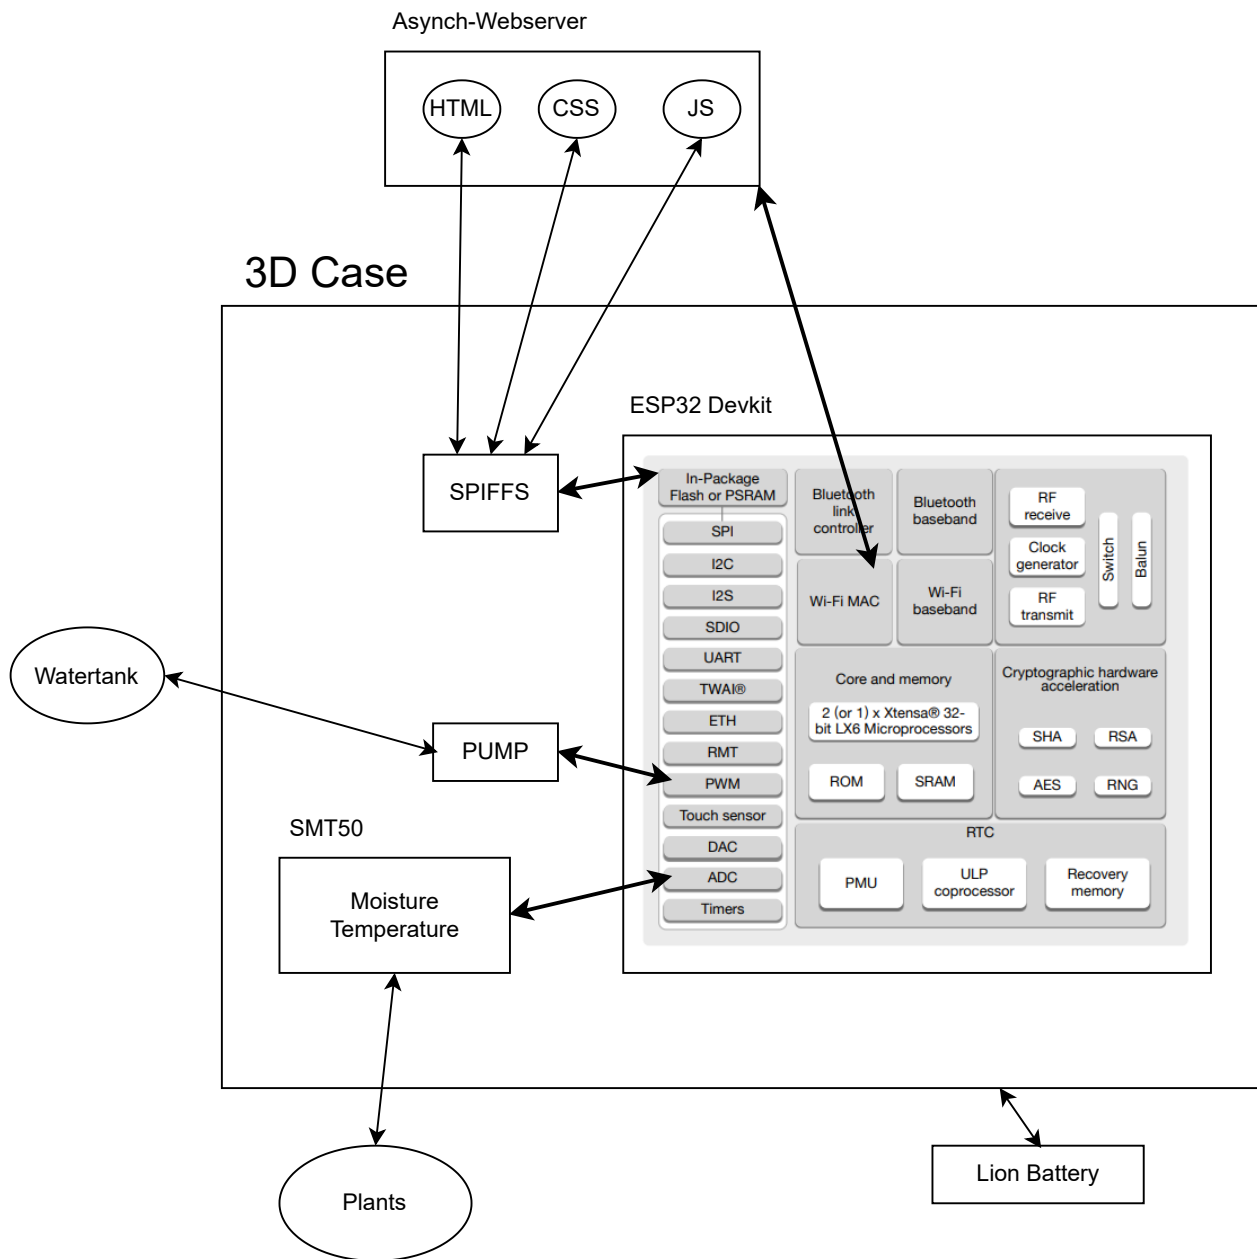 Asynch-Webserver
HTML
CSS
JS
3D Case
ESP32 Devkit
SPIFFS
In-Package
Flash or PSRAM
SPI
I2C
I2S
SDIO
UART
TWAI®
ETH
RMT
PWM
Touch sensor
DAC
ADC
Timers
Bluetooth
link
controller
Bluetooth
baseband
Wi-Fi MAC
Wi-Fi
baseband
RF
receive
Clock
generator
RF
transmit
Switch
Balun
Core and memory
2 (or 1) x Xtensa® 32-
bit LX6 Microprocessors
ROM
SRAM
Cryptographic hardware
acceleration
SHA
RSA
AES
RNG
RTC
PMU
ULP
coprocessor
Recovery
memory
Watertank
PUMP
SMT50
Moisture
Temperature
Plants
Lion Battery